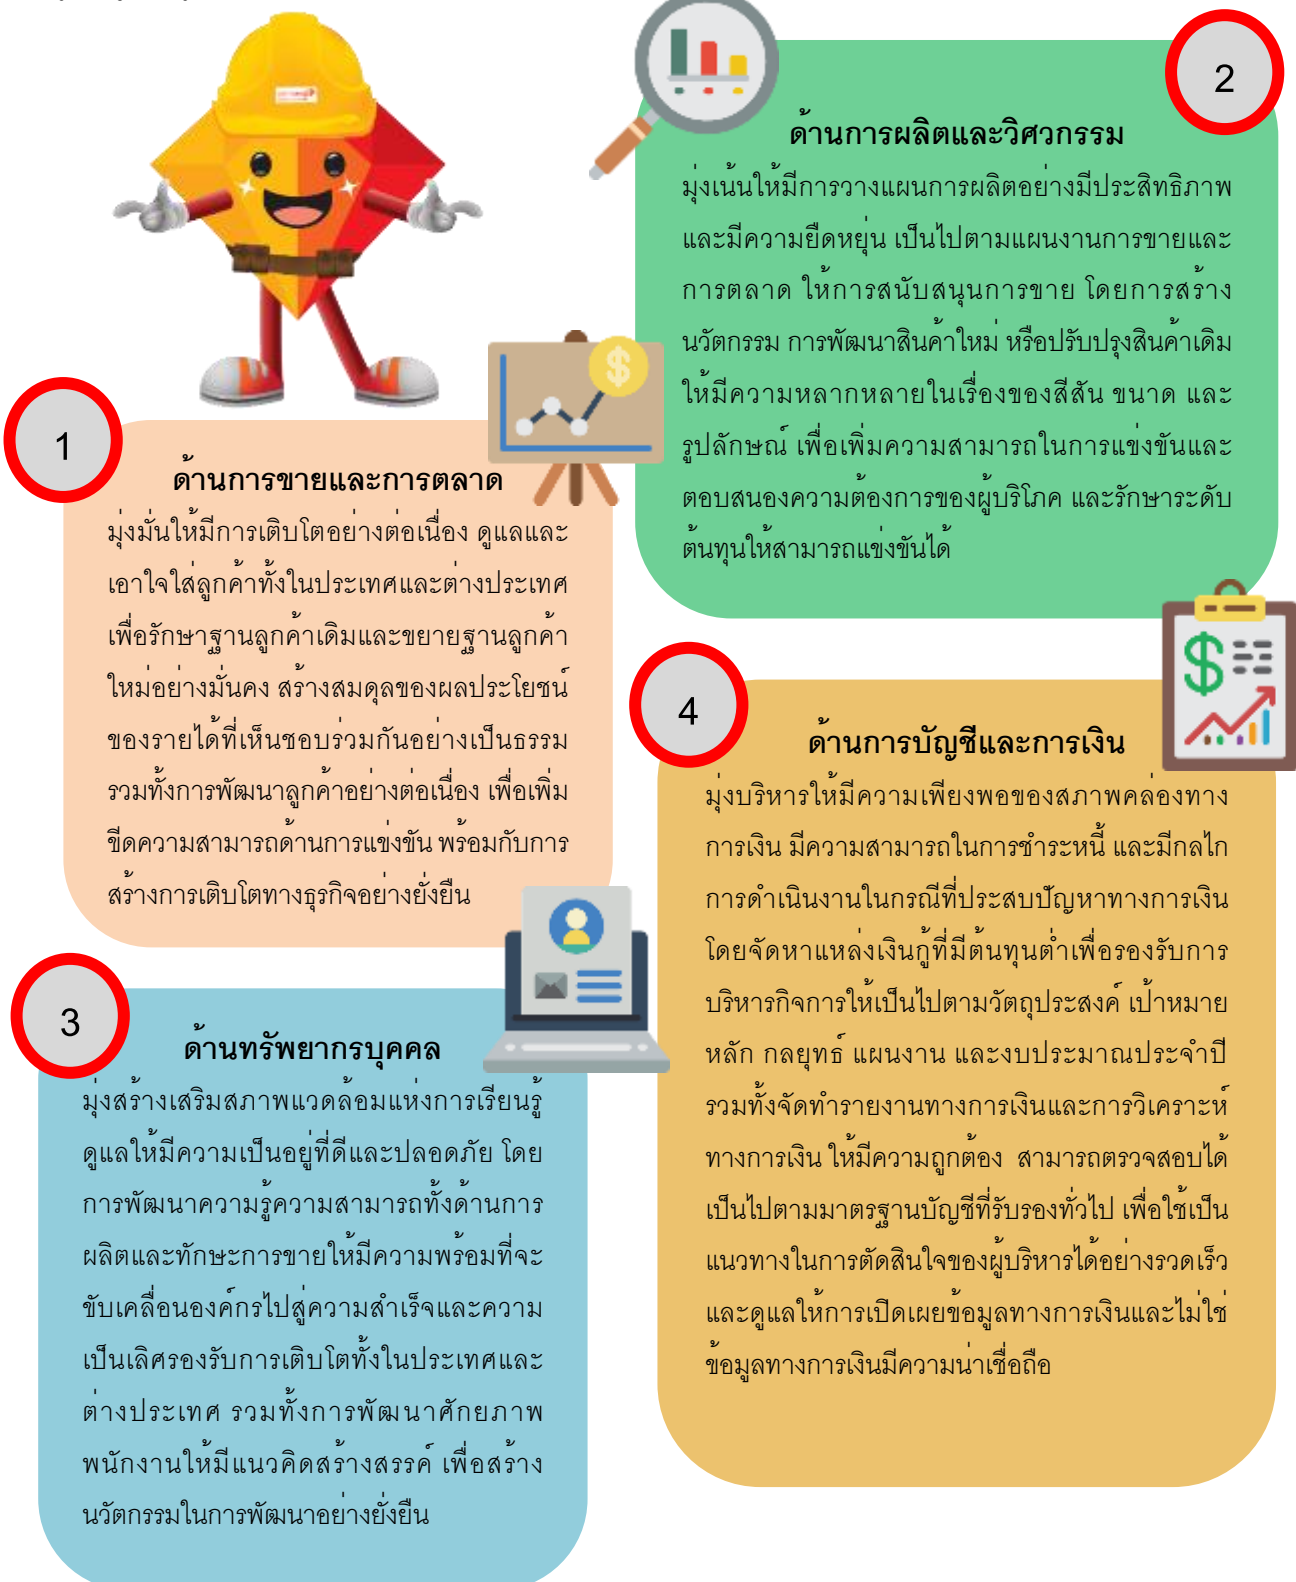 1
ด้านการขายและการตลาด
มุ่งมั่นให้มีการเติบโตอย่างต่อเนื่อง ดูแลและ
เอาใจใส่ลูกค้าทั้งในประเทศและต่างประเทศ
เพื่อรักษาฐานลูกค้าเดิมและขยายฐานลูกค้า
ใหม่อย่างมั่นคง สร้างสมดุลของผลประโยชน์
ของรายได้ที่เห็นชอบร่วมกันอย่างเป็นธรรม
รวมทั้งการพัฒนาลูกค้าอย่างต่อเนื่อง เพื่อเพิ่ม
ขีดความสามารถด้านการแข่งขัน พร้อมกับการ
สร้างการเติบโตทางธุรกิจอย่างยั่งยืน
2
ด้านการผลิตและวิศวกรรม
มุ่งเน้นให้มีการวางแผนการผลิตอย่างมีประสิทธิภาพ
และมีความยืดหยุ่น เป็นไปตามแผนงานการขายและ
การตลาด ให้การสนับสนุนการขาย โดยการสร้าง
นวัตกรรม การพัฒนาสินค้าใหม่ หรือปรับปรุงสินค้าเดิม
ให้มีความหลากหลายในเรื่องของสีสัน ขนาด และ
รูปลักษณ์ เพื่อเพิ่มความสามารถในการแข่งขันและ
ตอบสนองความต้องการของผู้บริโภค และรักษาระดับ
ต้นทุนให้สามารถแข่งขันได้
3
ด้านทรัพยากรบุคคล
มุ่งสร้างเสริมสภาพแวดล้อมแห่งการเรียนรู้
ดูแลให้มีความเป็นอยู่ที่ดีและปลอดภัย โดย
การพัฒนาความรู้ความสามารถทั้งด้านการ
ผลิตและทักษะการขายให้มีความพร้อมที่จะ
ขับเคลื่อนองค์กรไปสู่ความสำเร็จและความ
เป็นเลิศรองรับการเติบโตทั้งในประเทศและ
ต่างประเทศ รวมทั้งการพัฒนาศักยภาพ
พนักงานให้มีแนวคิดสร้างสรรค์ เพื่อสร้าง
นวัตกรรมในการพัฒนาอย่างยั่งยืน
4
ด้านการบัญชีและการเงิน
มุ่งบริหารให้มีความเพียงพอของสภาพคล่องทาง
การเงิน มีความสามารถในการชำระหนี้ และมีกลไก
การดำเนินงานในกรณีที่ประสบปัญหาทางการเงิน
โดยจัดหาแหล่งเงินกู้ที่มีต้นทุนต่ำเพื่อรองรับการ
บริหารกิจการให้เป็นไปตามวัตถุประสงค์ เป้าหมาย
หลัก กลยุทธ์ แผนงาน และงบประมาณประจำปี
รวมทั้งจัดทำรายงานทางการเงินและการวิเคราะห์
ทางการเงิน ให้มีความถูกต้อง สามารถตรวจสอบได้
เป็นไปตามมาตรฐานบัญชีที่รับรองทั่วไป เพื่อใช้เป็น
แนวทางในการตัดสินใจของผู้บริหารได้อย่างรวดเร็ว
และดูแลให้การเปิดเผยข้อมูลทางการเงินและไม่ใช่
ข้อมูลทางการเงินมีความน่าเชื่อถือ